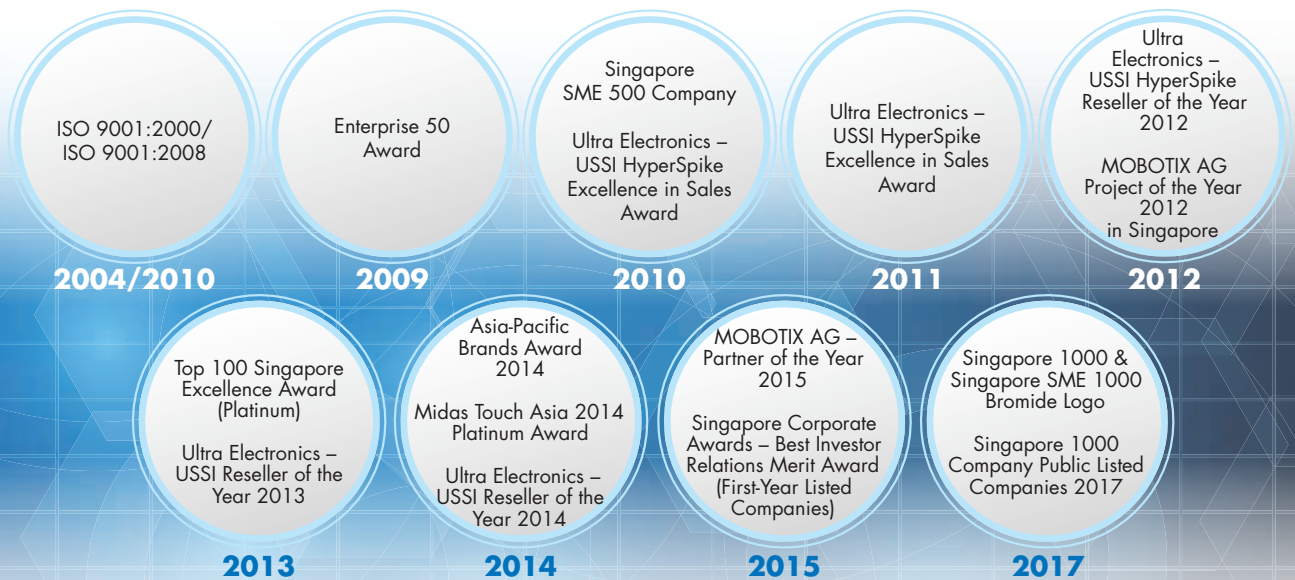 ISO 9001:2000/
ISO 9001:2008
2004/2010
Enterprise 50
Award
2009
Singapore
SME 500 Company
Ultra Electronics –
USSI HyperSpike
Excellence in Sales
Award
2010
Ultra Electronics –
USSI HyperSpike
Excellence in Sales
Award
2011
Ultra
Electronics –
USSI HyperSpike
Reseller of the Year
2012
MOBOTIX AG
Project of the Year
2012
in Singapore
2012
Top 100 Singapore
Excellence Award
(Platinum)
Ultra Electronics –
USSI Reseller of the
Year 2013
2013
Asia-Pacific
Brands Award
2014
Midas Touch Asia 2014
Platinum Award
Ultra Electronics –
USSI Reseller of the
Year 2014
2014
MOBOTIX AG –
Partner of the Year
2015
Singapore Corporate
Awards – Best Investor
Relations Merit Award
(First-Year Listed
Companies)
2015
Singapore 1000 &
Singapore SME 1000
Bromide Logo
Singapore 1000
Company Public Listed
Companies 2017
2017